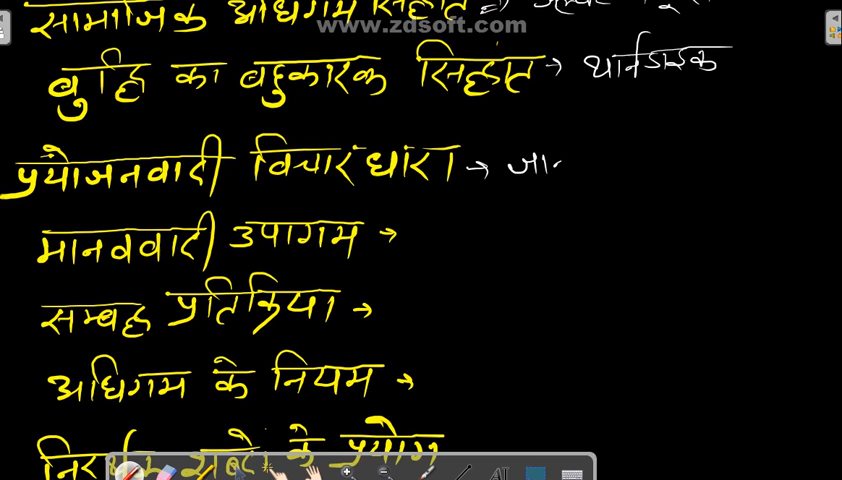 सामाजिक अधिगम सिद्धांत →
www.zdsoft.com
बुद्धि का बहुकारक सिद्धांत → थार्नडाइक
प्रयोजनवादी विचारधारा → जा
मानववादी उपागम →
सम्बद्ध प्रतिक्रिया →
अधिगम के नियम →
के प्रयोग